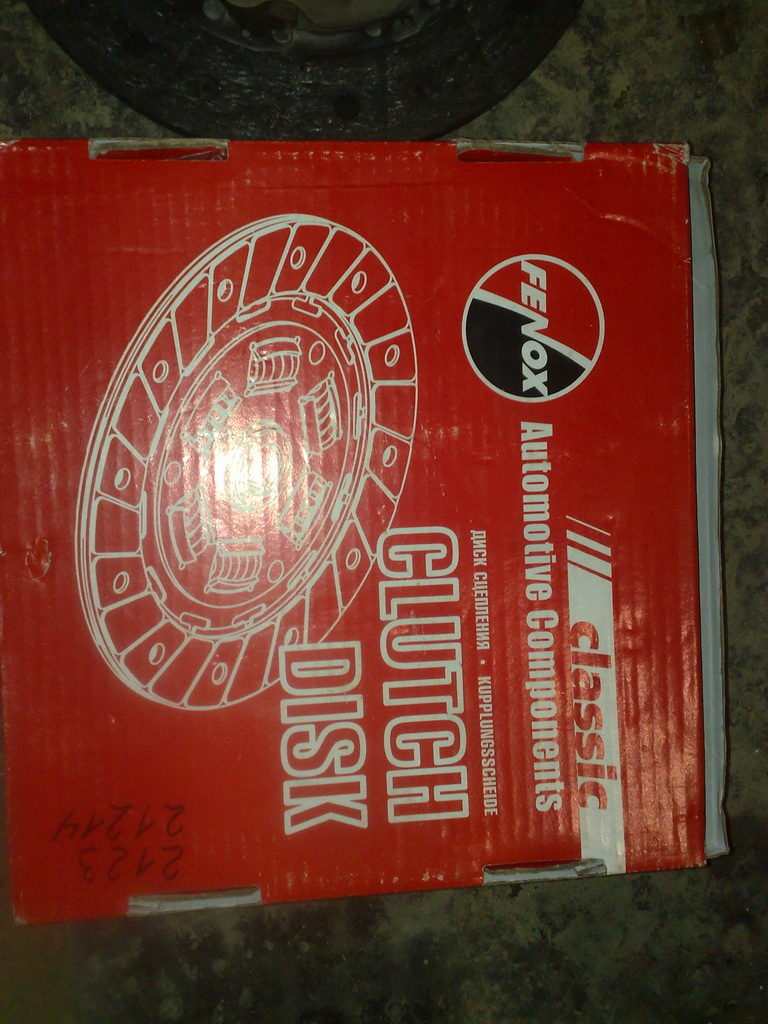 FENOX
Automotive Components
classic
ДИСК СЦЕПЛЕНИЯ • KUPPLUNGSSCHEIDE
CLUTCH
DISK
2123
21214